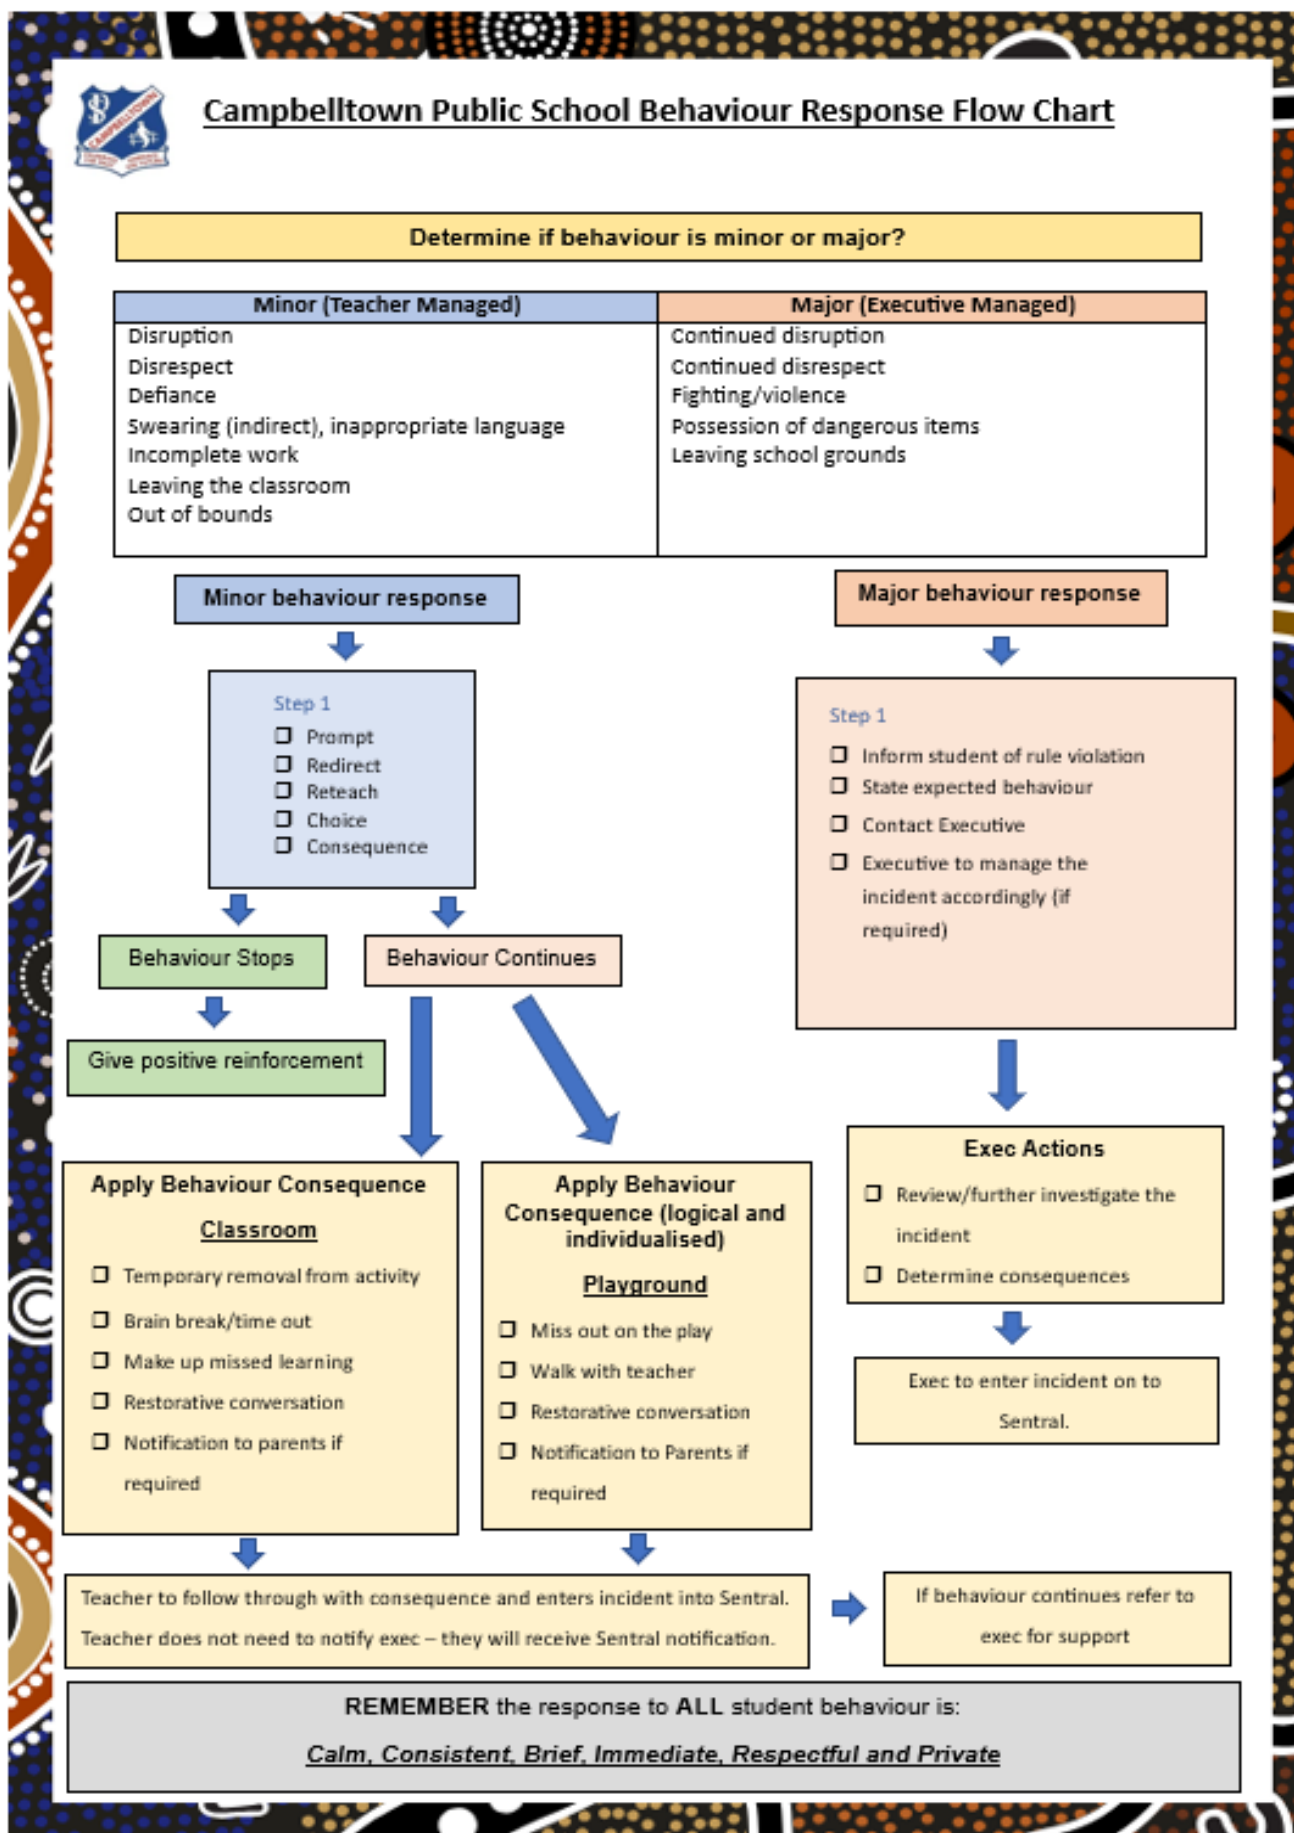 CAMPBELLTOWN
Campbelltown Public School Behaviour Response Flow Chart
Determine if behaviour is minor or major?
Minor (Teacher Managed)
Disruption
Disrespect
Defiance
Swearing (indirect), inappropriate language
Incomplete work
Leaving the classroom
Out of bounds
Major (Executive Managed)
Continued disruption
Continued disrespect
Fighting/violence
Possession of dangerous items
Leaving school grounds
Minor behaviour response
Step 1
❒ Prompt
❒ Redirect
❒ Reteach
❒ Choice
❒ Consequence
Behaviour Stops
Give positive reinforcement
Behaviour Continues
Apply Behaviour Consequence
Classroom
❒ Temporary removal from activity
❒ Brain break/time out
❒ Make up missed learning
❒ Restorative conversation
❒ Notification to parents if
required
Apply Behaviour
Consequence (logical and
individualised)
Playground
❒ Miss out on the play
❒ Walk with teacher
❒ Restorative conversation
❒ Notification to Parents if
required
Teacher to follow through with consequence and enters incident into Sentral.
Teacher does not need to notify exec – they will receive Sentral notification.
If behaviour continues refer to
exec for support
Major behaviour response
Step 1
❒ Inform student of rule violation
❒ State expected behaviour
❒ Contact Executive
❒ Executive to manage the
incident accordingly (if
required)
Exec Actions
❒ Review/further investigate the
incident
❒ Determine consequences
Exec to enter incident on to
Sentral.
REMEMBER the response to ALL student behaviour is:
Calm, Consistent, Brief, Immediate, Respectful and Private